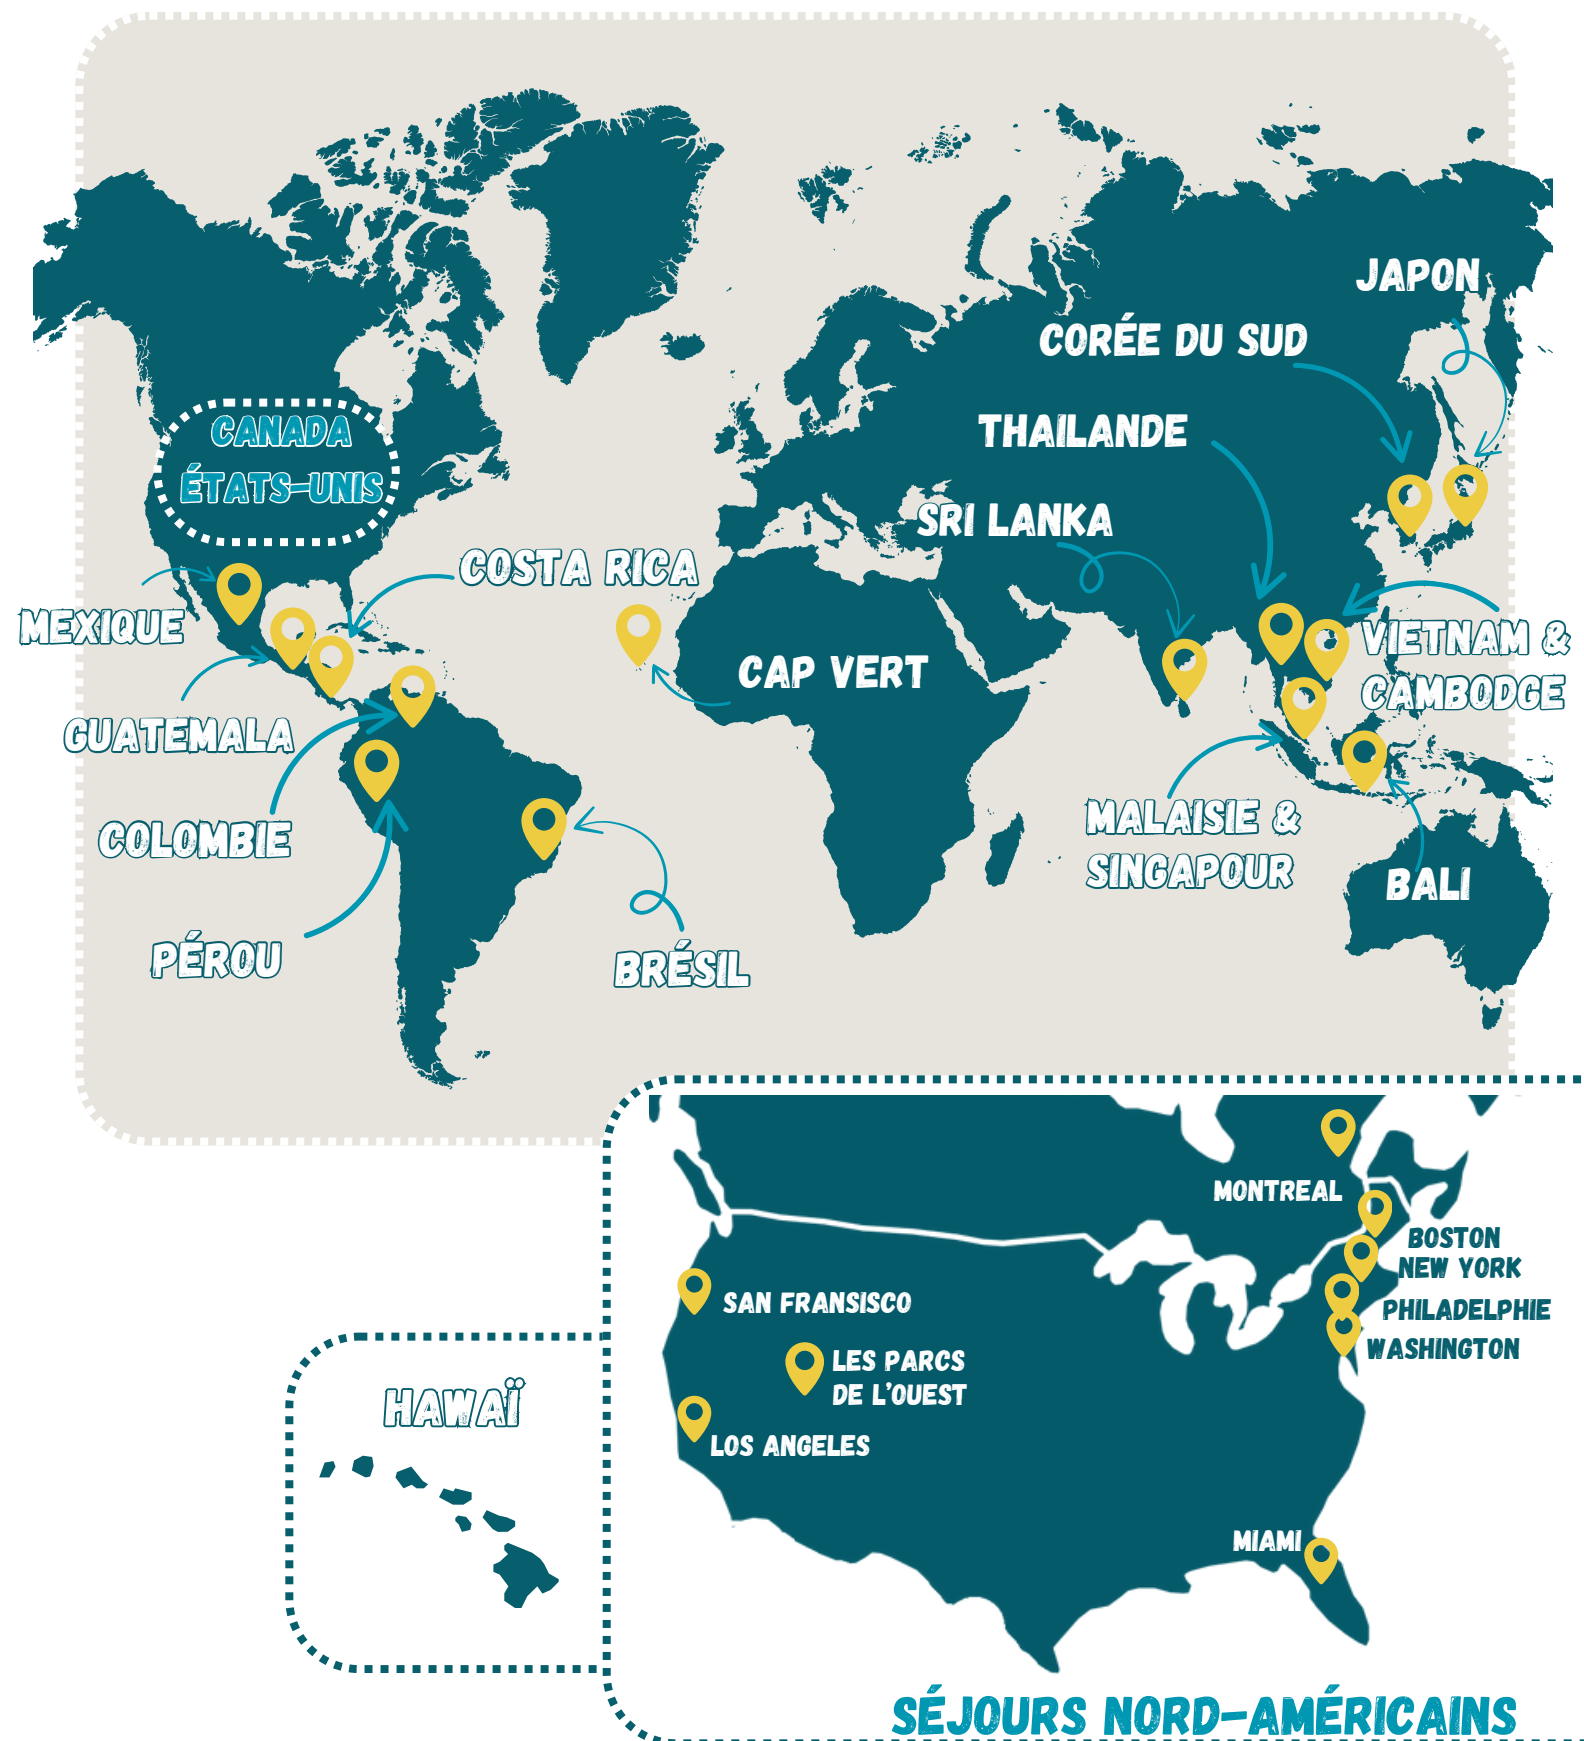 JAPON
CORÉE DU SUD
THAILANDE
CANADA
ÉTATS-UNIS
SRI LANKA
COSTA RICA
MEXIQUE
VIETNAM &
CAMBODGE
CAP VERT
GUATEMALA
MALAISIE &
SINGAPOUR
COLOMBIE
BALI
PÉROU
BRÉSIL
MONTREAL
BOSTON
NEW YORK
SAN FRANSISCO
PHILADELPHIE
WASHINGTON
LES PARCS
DE L'OUEST
HAWAÏ
LOS ANGELES
MIAMI
SÉJOURS NORD-AMÉRICAINS